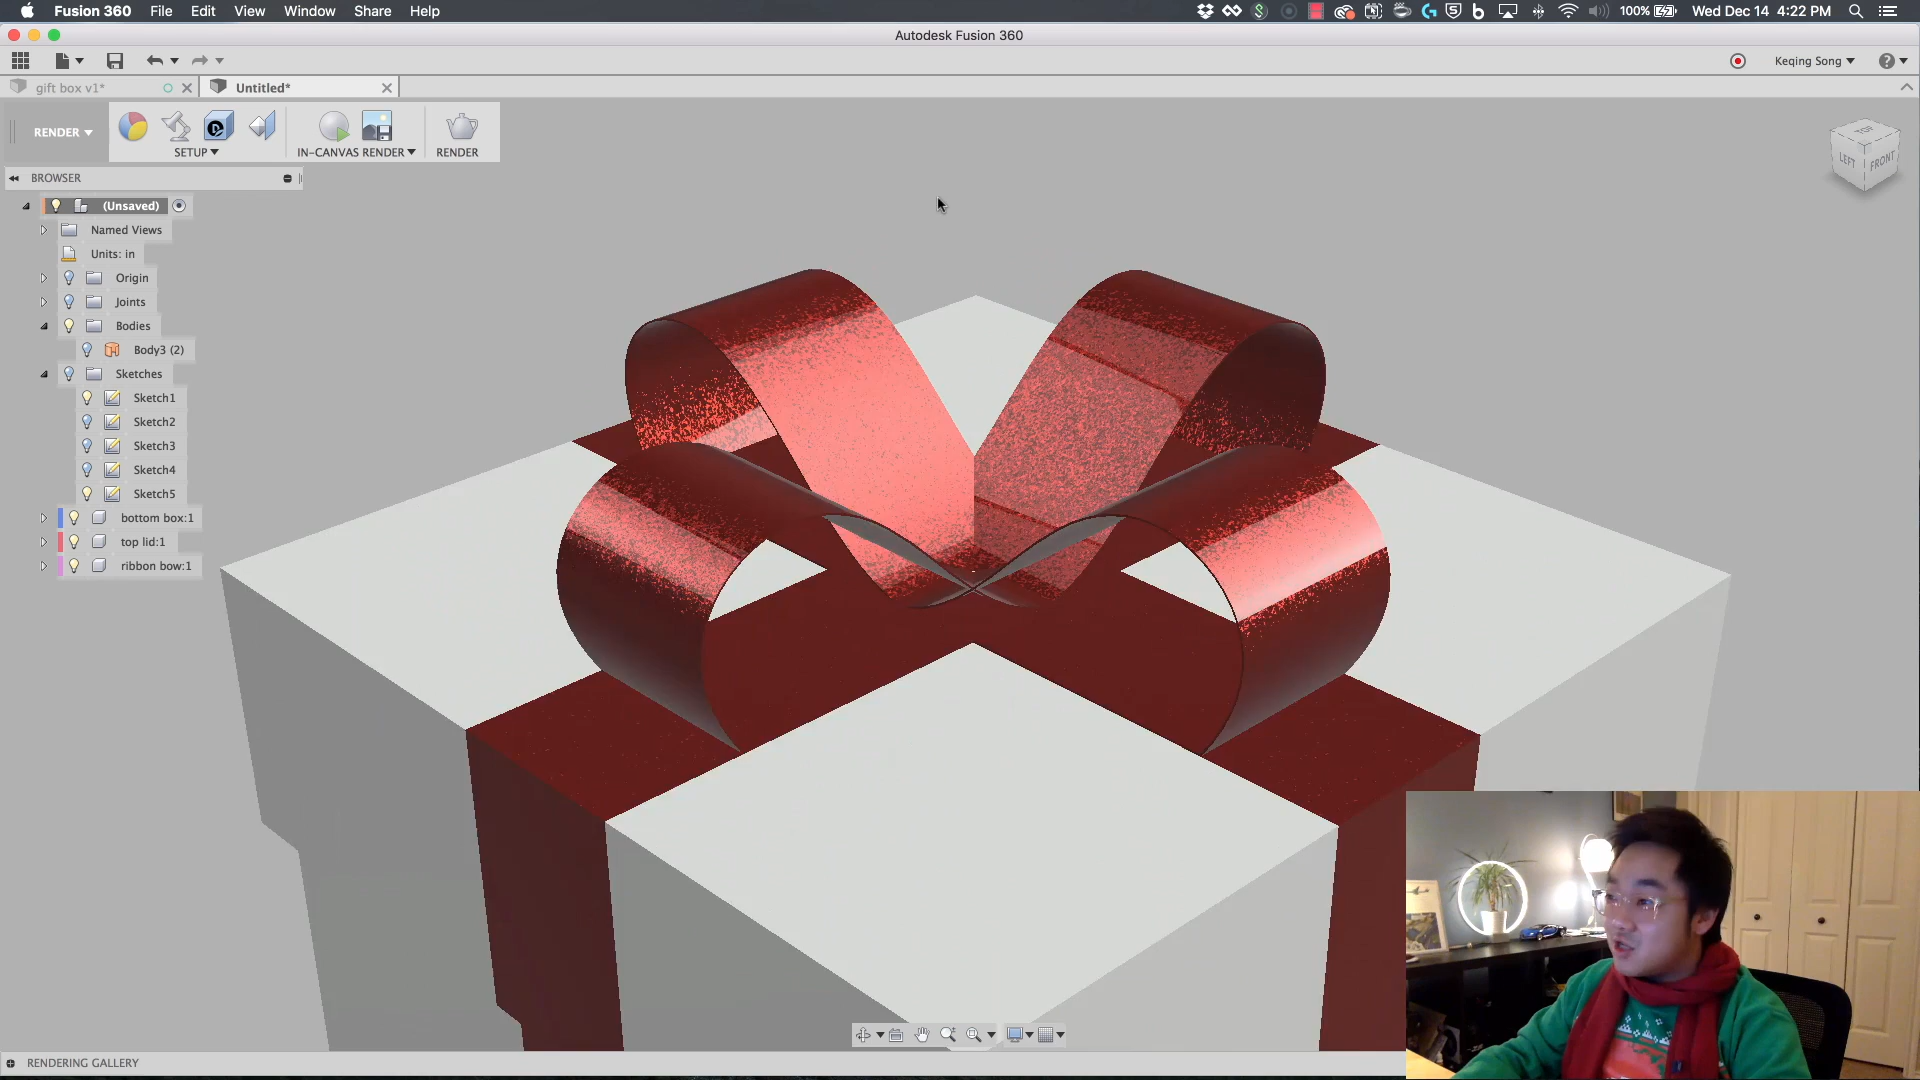 Fusion 360 File Edit View Window Share Help
100% Wed Dec 14 4:22 PM
Autodesk Fusion 360
Keqing Song
gift box v1* Untitled*
RENDER SETUP IN-CANVAS RENDER RENDER
BROWSER
(Unsaved)
Named Views
Units: in
Origin
Joints
Bodies
Body3 (2)
Sketches
Sketch1
Sketch2
Sketch3
Sketch4
Sketch5
bottom box:1
top lid:1
ribbon bow:1
TOP
LEFT FRONT
RENDERING GALLERY